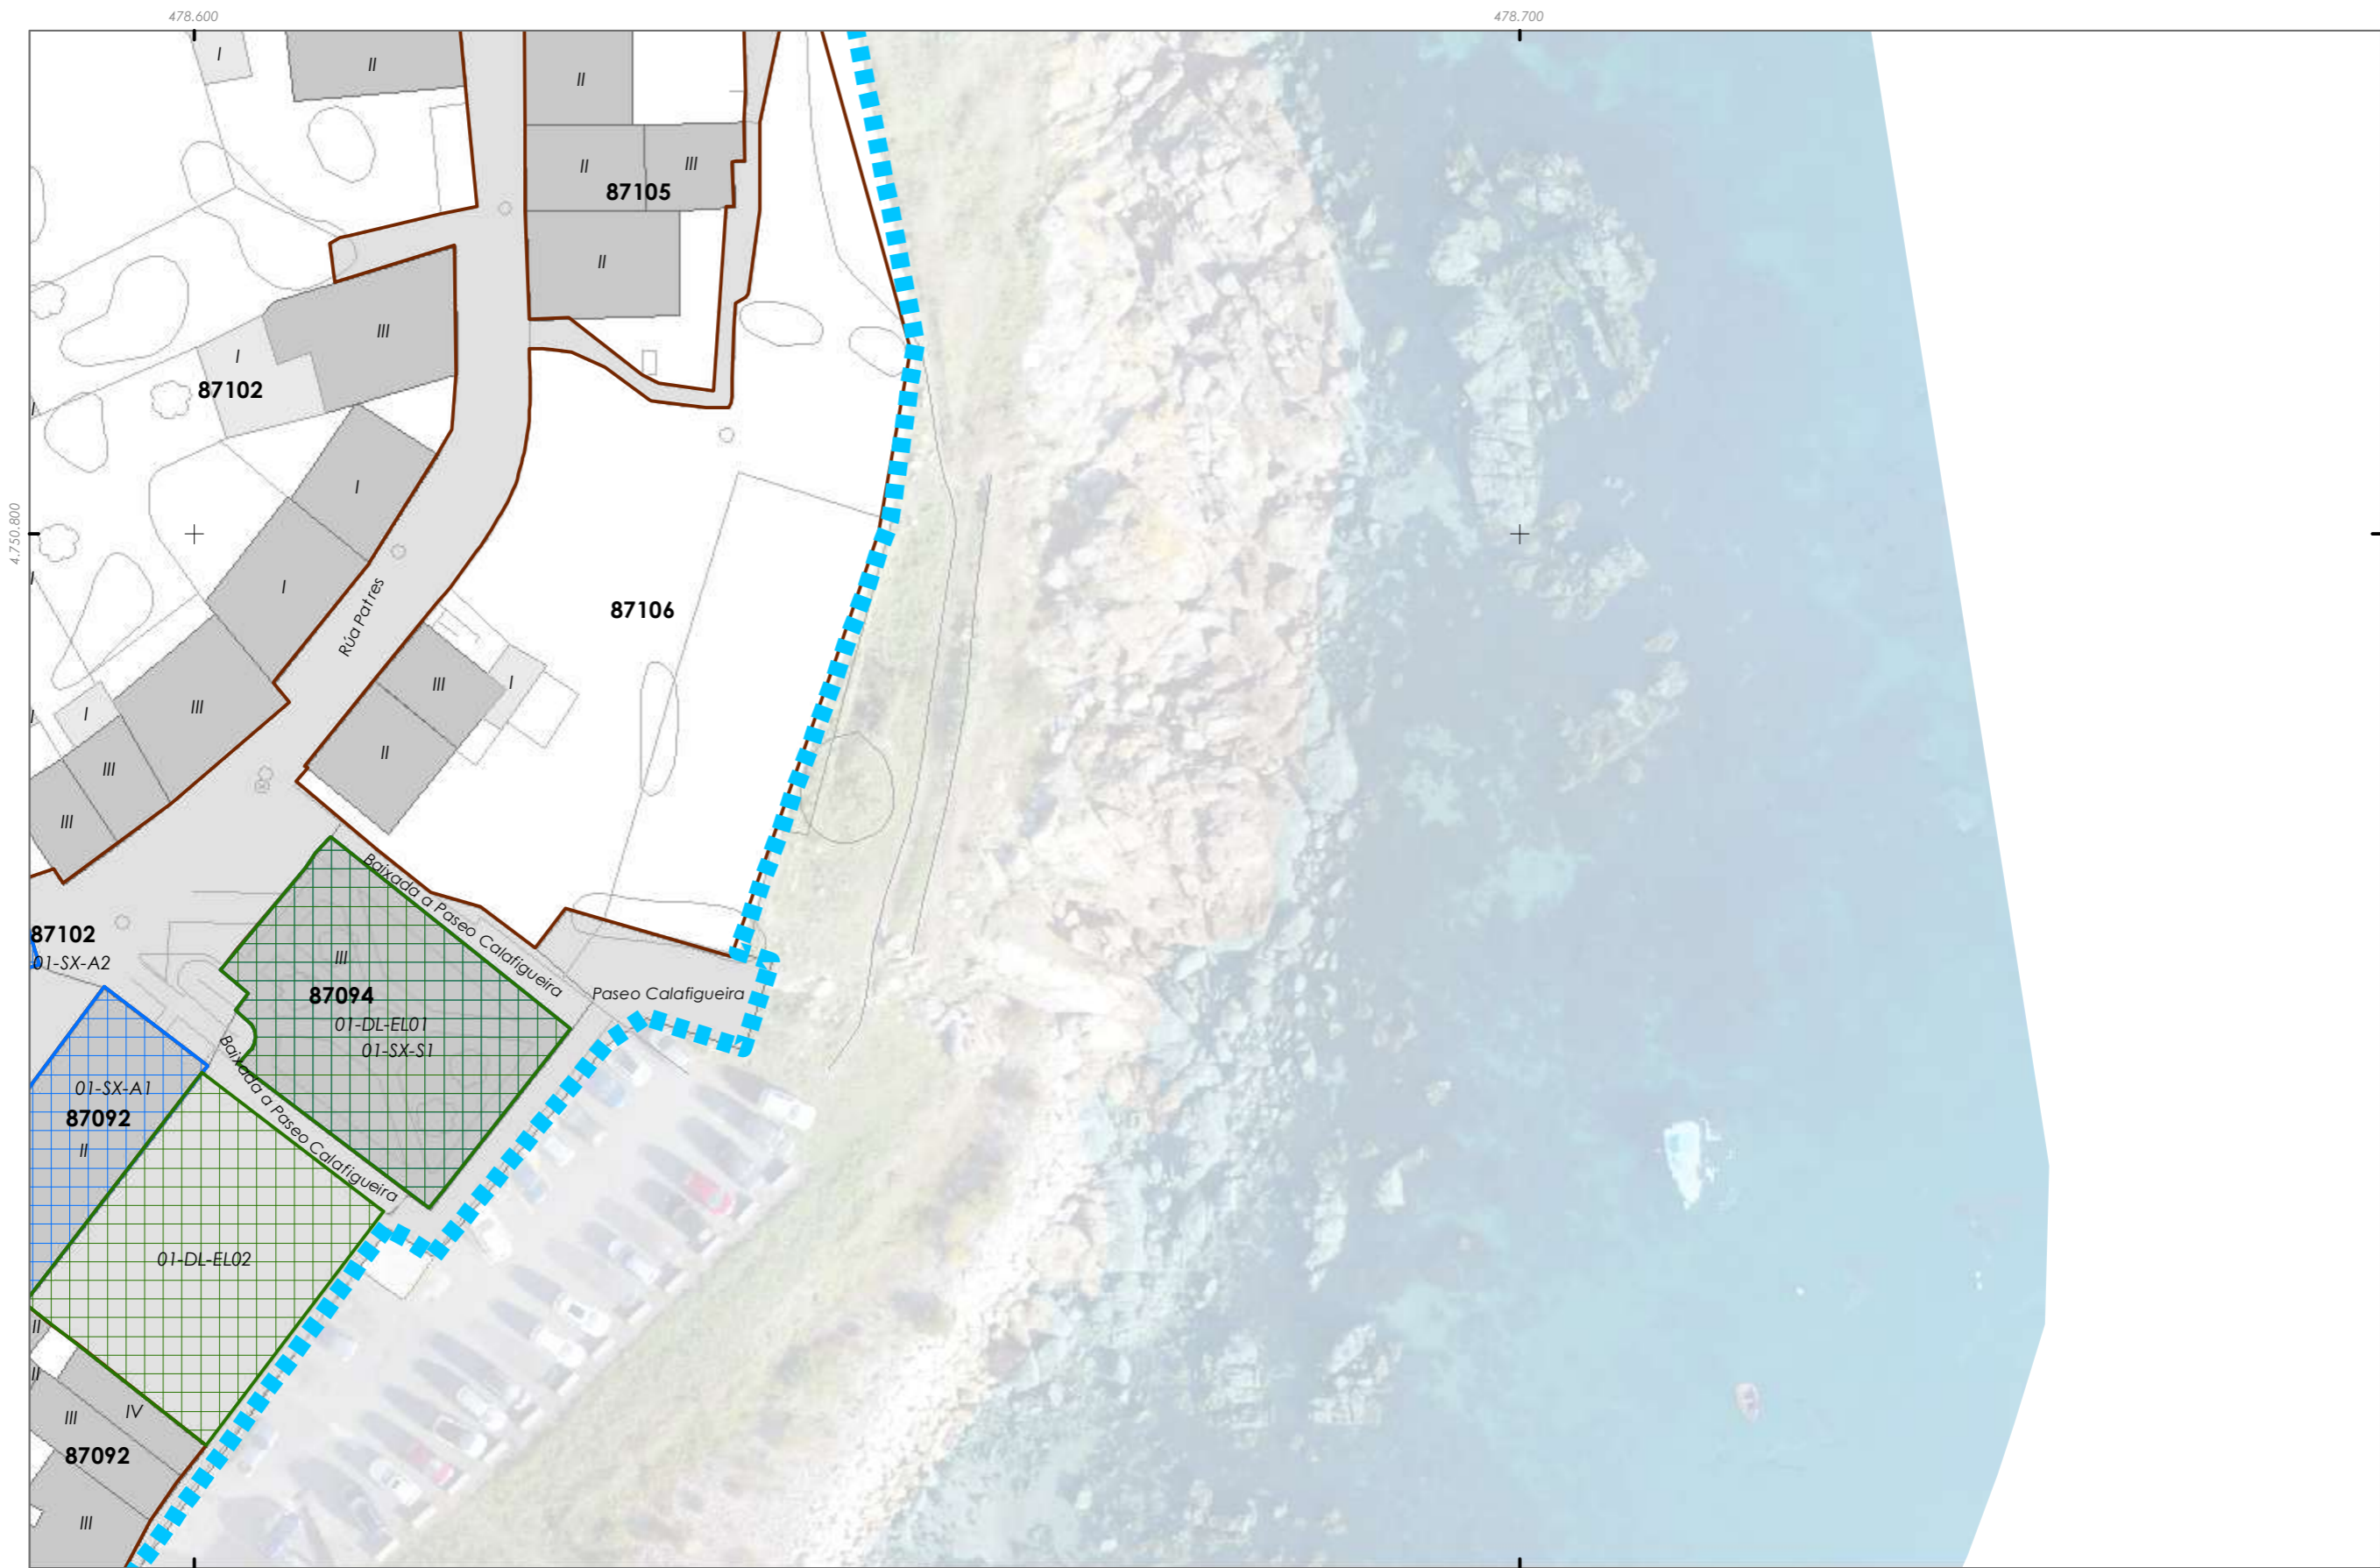 478.600
478.700
I
II
II
II
III
87105
II
III
I
87102
I
I
4.750.800
I
I
87106
Rúa Patres
III
I
III
I
I
II
III
III
Baixada a Paseo Calafigueira
87102
III
01-SX-A2
87094
Paseo Calafigueira
01-DL-EL01
01-SX-S1
Baixada a Paseo Calafigueira
01-SX-A1
87092
II
01-DL-EL02
II
II
III
IV
87092
III